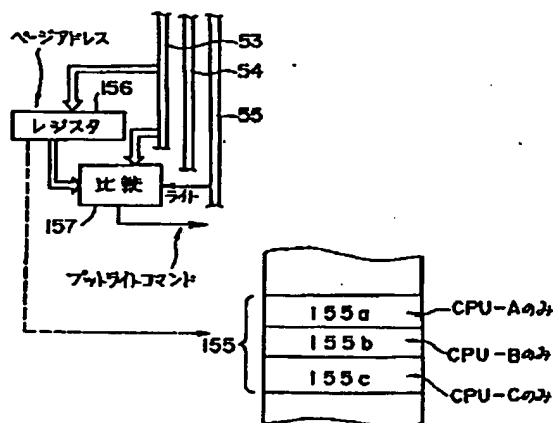 ページアドレス
53
54
55
156
レジスタ
比較
ライト
157
プットライトコマンド
155
155a
CPU-Aのみ
155b
CPU-Bのみ
155c
CPU-Cのみ